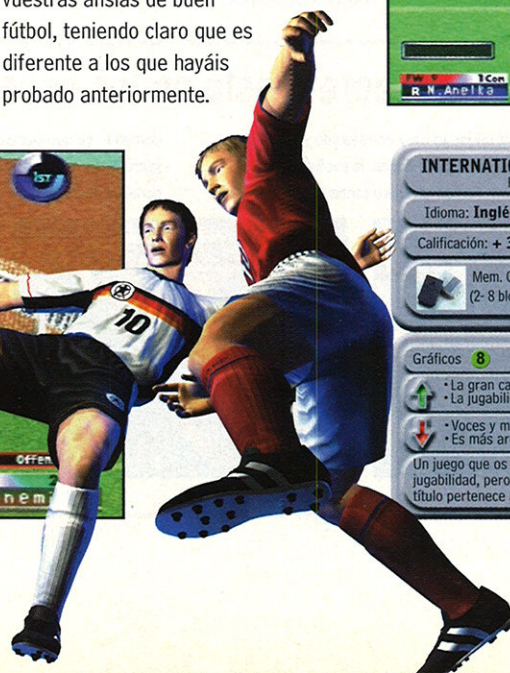 vuestras ansias de buen
fútbol, teniendo claro que es
diferente a los que hayáis
probado anteriormente.
1Con
R N.Anelka
1ST
10
Offen
nem
INTERNATIO
Idioma: Inglé
Calificación: + 3
Mem.
(2- 8 blo
Gráficos 8
• La gran ca
• La jugabili
• Voces y m
• Es más ar
Un juego que os
jugabilidad, pero
título pertenece